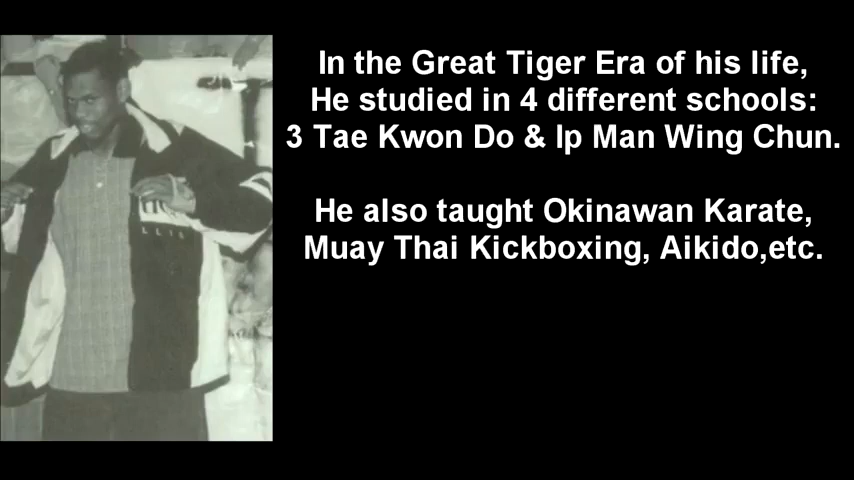 In the Great Tiger Era of his life,
He studied in 4 different schools:
3 Tae Kwon Do & Ip Man Wing Chun.
He also taught Okinawan Karate,
Muay Thai Kickboxing, Aikido,etc.